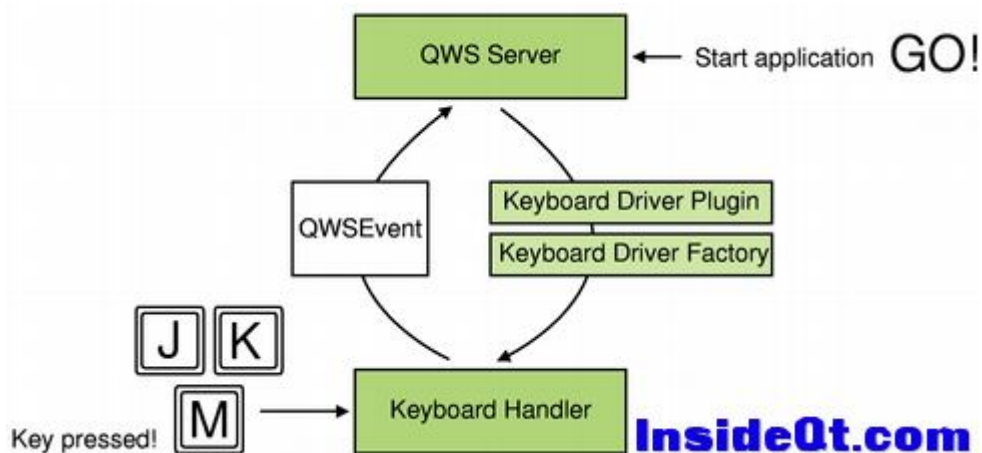 QWS Server
Start application GO!
Keyboard Driver Plugin
QWSEvent
Keyboard Driver Factory
J K
M
Key pressed!
Keyboard Handler
InsideQt.com